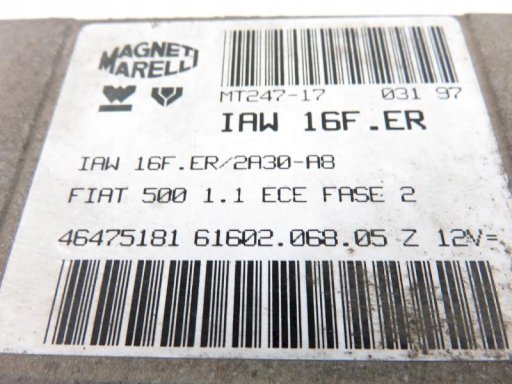 MAGNETI
MARELLI
MT247-17 031 97
IAW 16F.ER
IAW 16F.ER/2A30-A8
FIAT 500 1.1 ECE FASE 2
46475181 61602.068.05 Z 12V=